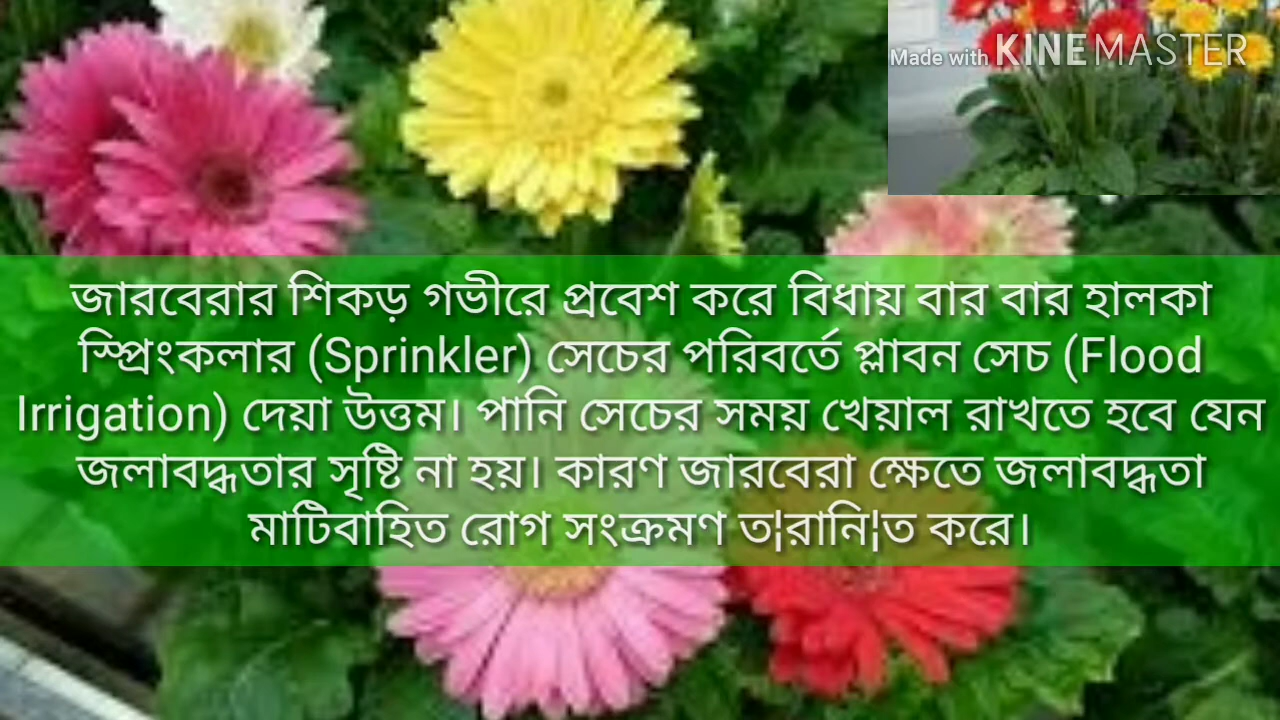 Made with KINEMASTER
জারবেরার শিকড় গভীরে প্রবেশ করে বিধায় বার বার হালকা
স্প্রিংকলার (Sprinkler) সেচের পরিবর্তে প্লাবন সেচ (Flood
Irrigation) দেয়া উত্তম। পানি সেচের সময় খেয়াল রাখতে হবে যেন
জলাবদ্ধতার সৃষ্টি না হয়। কারণ জারবেরা ক্ষেতে জলাবদ্ধতা
মাটিবাহিত রোগ সংক্রমণ ত¦রানি¦ত করে।